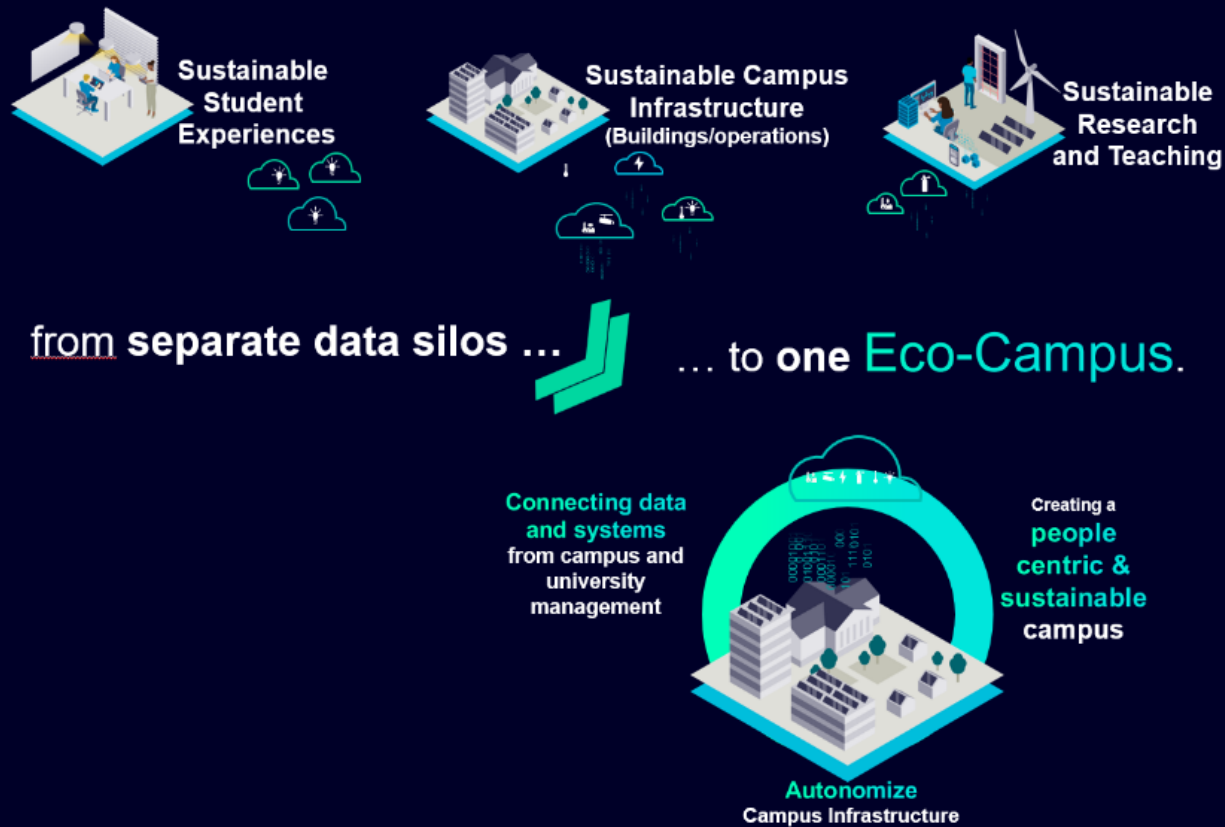 Sustainable
Student
Experiences
Sustainable Campus
Infrastructure
(Buildings/operations)
Sustainable
Research
and Teaching
from separate data silos ...
... to one Eco-Campus.
Connecting data
and systems
from campus and
university
management
Creating a
people
centric &
sustainable
campus
Autonomize
Campus Infrastructure